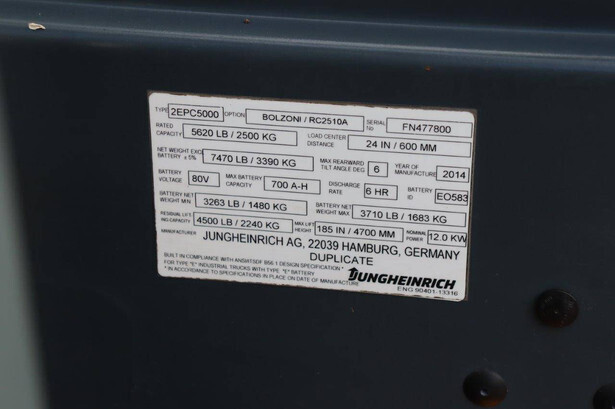 TYPE 2EPC5000 OPTION BOLZONI / RC2510A SERIAL No FN477800
RATED CAPACITY 5620 LB / 2500 KG LOAD CENTER DISTANCE 24 IN / 600 MM
NET WEIGHT EXC BATTERY ± 5% 7470 LB / 3390 KG MAX REARWARD TILT ANGLE DEG 6 YEAR OF MANUFACTURE 2014
BATTERY VOLTAGE 80V MAX BATTERY CAPACITY 700 A-H DISCHARGE RATE 6 HR BATTERY ID EO583
BATTERY NET WEIGHT MIN 3263 LB / 1480 KG BATTERY NET WEIGHT MAX 3710 LB / 1683 KG
RESIDUAL LIFT ING CAPACITY 4500 LB / 2240 KG MAX LIFT HEIGHT 185 IN / 4700 MM NOMINAL POWER 12.0 KW
MANUFACTURER JUNGHEINRICH AG, 22039 HAMBURG, GERMANY
DUPLICATE
BUILT IN COMPLIANCE WITH ANSI/ITSDF B56.1 DESIGN SPECIFICATION *
FOR TYPE "E" INDUSTRIAL TRUCKS WITH TYPE "E" BATTERY
* IN ACCORDANCE TO SPECIFICATIONS IN PLACE ON DATE OF MANUFACTURE
JUNGHEINRICH
ENG 90401-13316